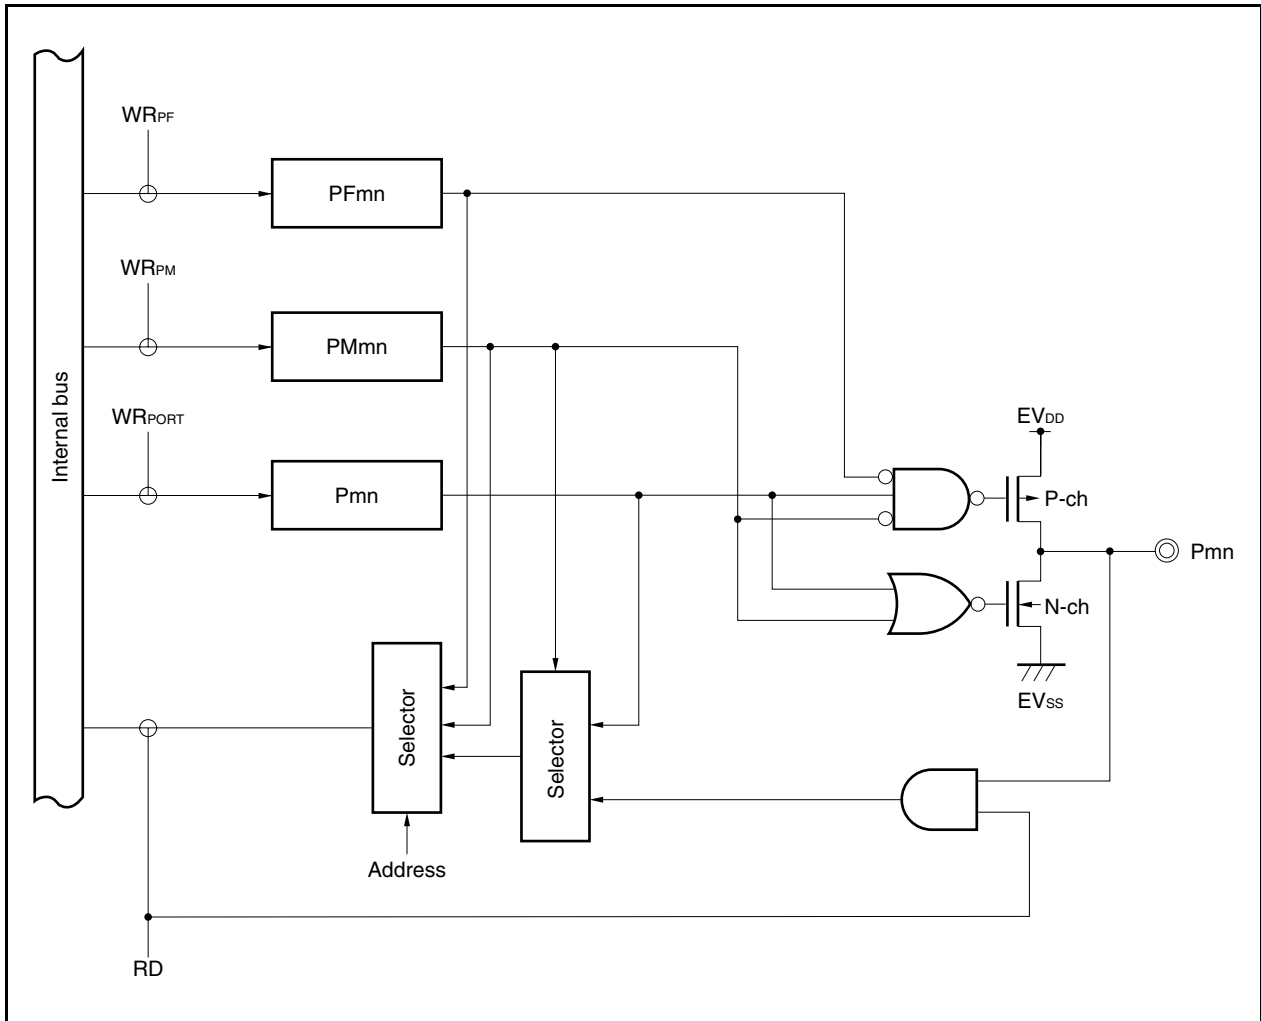 WRPF
PFmn
WRPM
PMmn
Internal bus
WRPORT
Pmn
EVDD
P-ch
Pmn
N-ch
EVSS
Selector
Selector
Address
RD